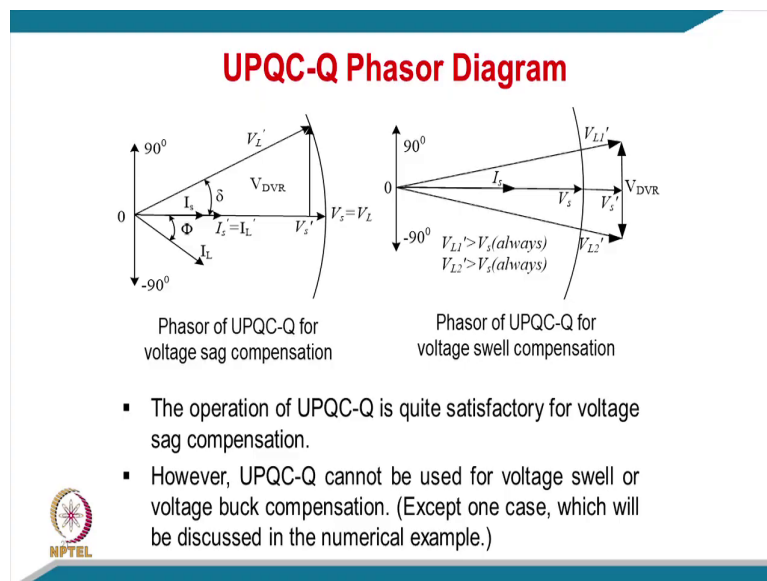 UPQC-Q Phasor Diagram
90⁰
V_L'
δ
V_DVR
I_s
0
Φ
I_s'=I_L'
V_s'
V_s=V_L
I_L
-90⁰
Phasor of UPQC-Q for
voltage sag compensation
90⁰
V_L1'
I_s
0
V_s
V_s'
V_DVR
-90⁰
V_L1'>V_s(always)
V_L2'
V_L2'>V_s(always)
Phasor of UPQC-Q for
voltage swell compensation
▪ The operation of UPQC-Q is quite satisfactory for voltage
sag compensation.
▪ However, UPQC-Q cannot be used for voltage swell or
voltage buck compensation. (Except one case, which will
be discussed in the numerical example.)
NPTEL